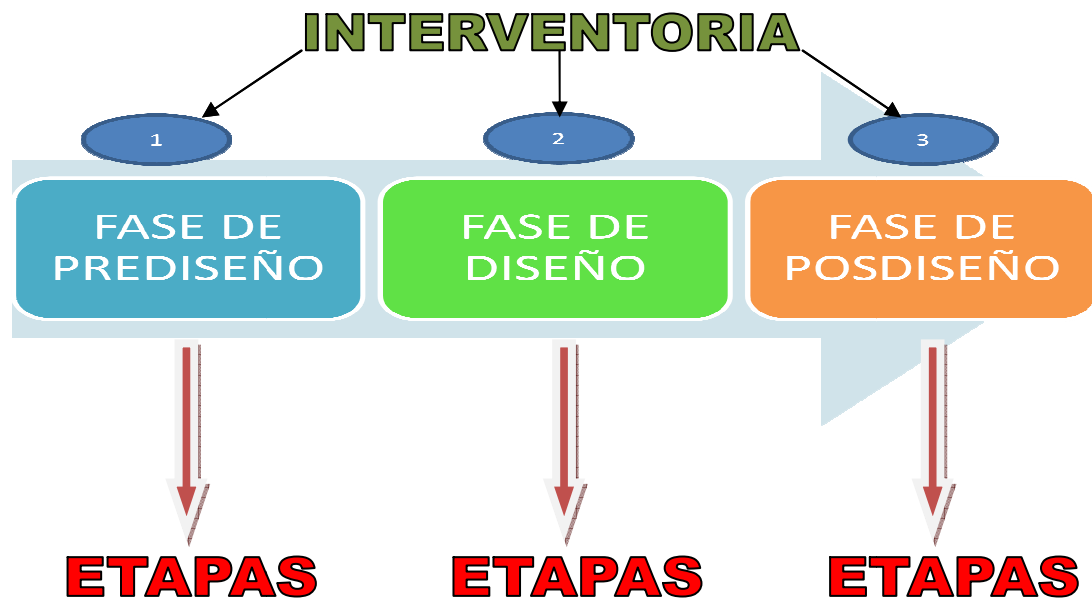 INTERVENTORIA
1
2
3
FASE DE
PREDISEÑO
FASE DE
DISEÑO
FASE DE
POSDISEÑO
ETAPAS
ETAPAS
ETAPAS